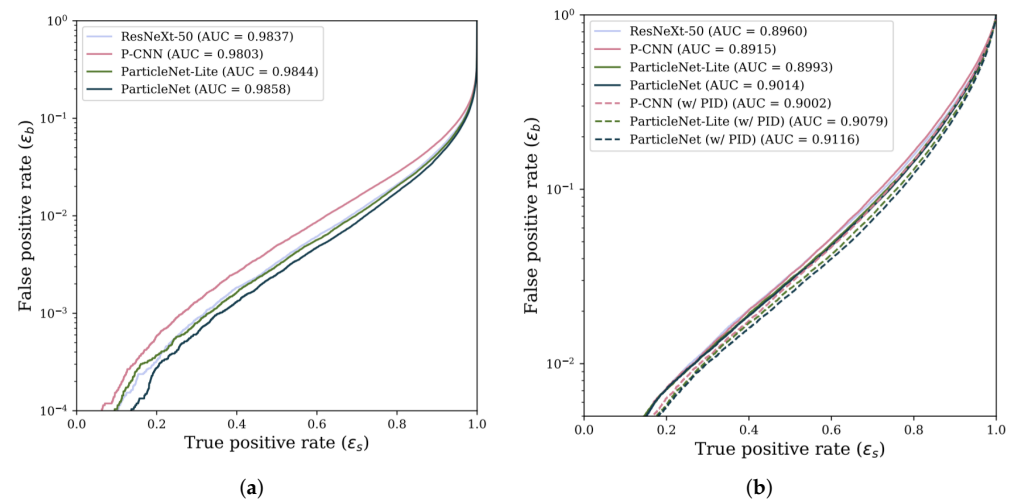 10⁰
10⁻¹
10⁻²
10⁻³
10⁻⁴
False positive rate (ε_b)
ResNeXt-50 (AUC = 0.9837)
P-CNN (AUC = 0.9803)
ParticleNet-Lite (AUC = 0.9844)
ParticleNet (AUC = 0.9858)
0.0 0.2 0.4 0.6 0.8 1.0
True positive rate (ε_s)
(a)
10⁰
10⁻¹
10⁻²
False positive rate (ε_b)
ResNeXt-50 (AUC = 0.8960)
P-CNN (AUC = 0.8915)
ParticleNet-Lite (AUC = 0.8993)
ParticleNet (AUC = 0.9014)
P-CNN (w/ PID) (AUC = 0.9002)
ParticleNet-Lite (w/ PID) (AUC = 0.9079)
ParticleNet (w/ PID) (AUC = 0.9116)
0.0 0.2 0.4 0.6 0.8 1.0
True positive rate (ε_s)
(b)